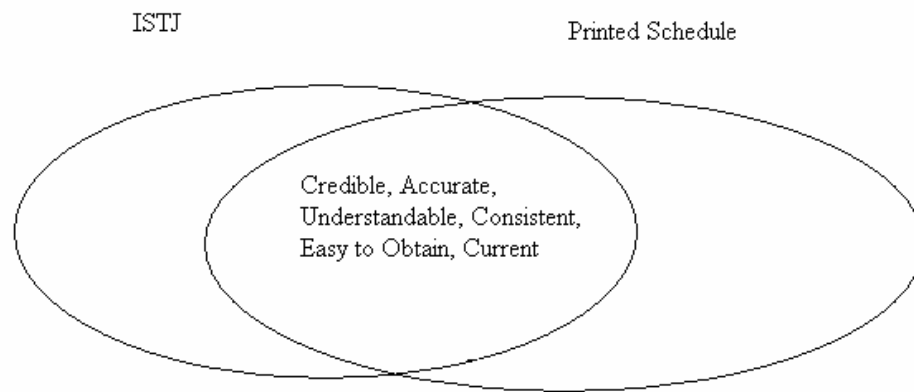 ISTJ
Printed Schedule
Credible, Accurate,
Understandable, Consistent,
Easy to Obtain, Current